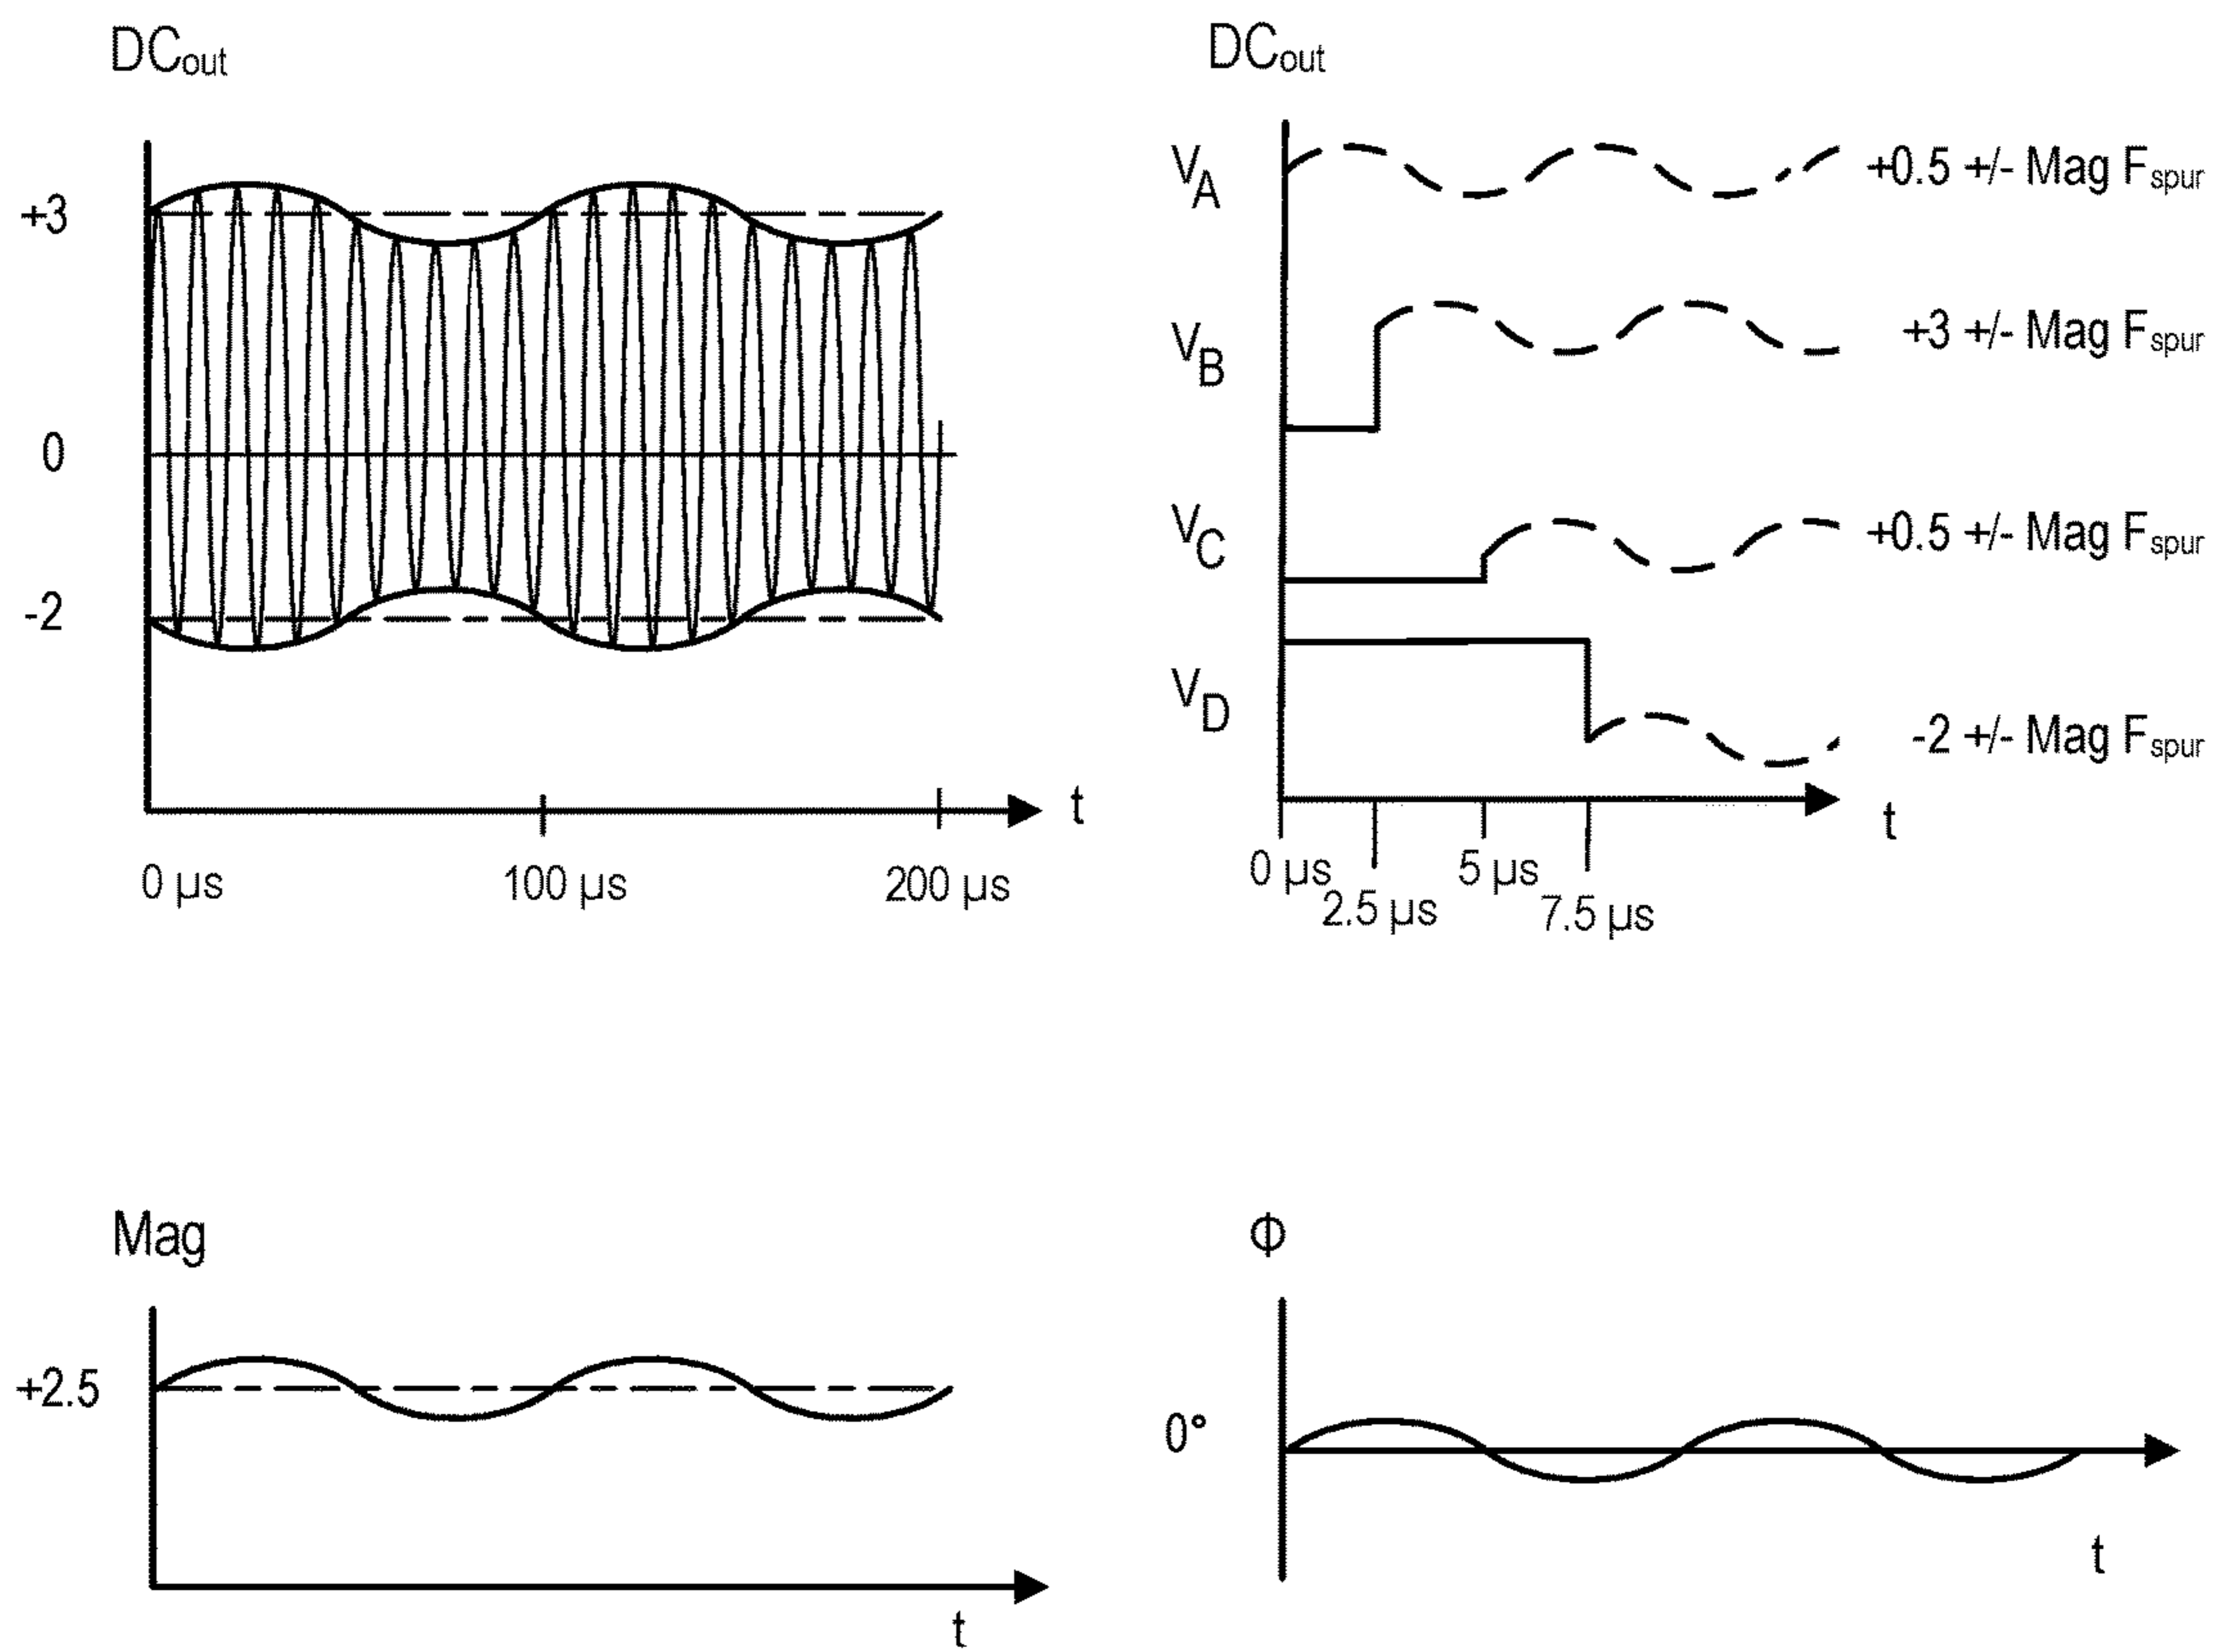 DCout
+3
0
-2
t
0 µs
100 µs
200 µs
DCout
VA
+0.5 +/- Mag Fspur
VB
+3 +/- Mag Fspur
VC
+0.5 +/- Mag Fspur
VD
-2 +/- Mag Fspur
t
0 µs
2.5 µs
5 µs
7.5 µs
Mag
+2.5
t
Φ
0°
t